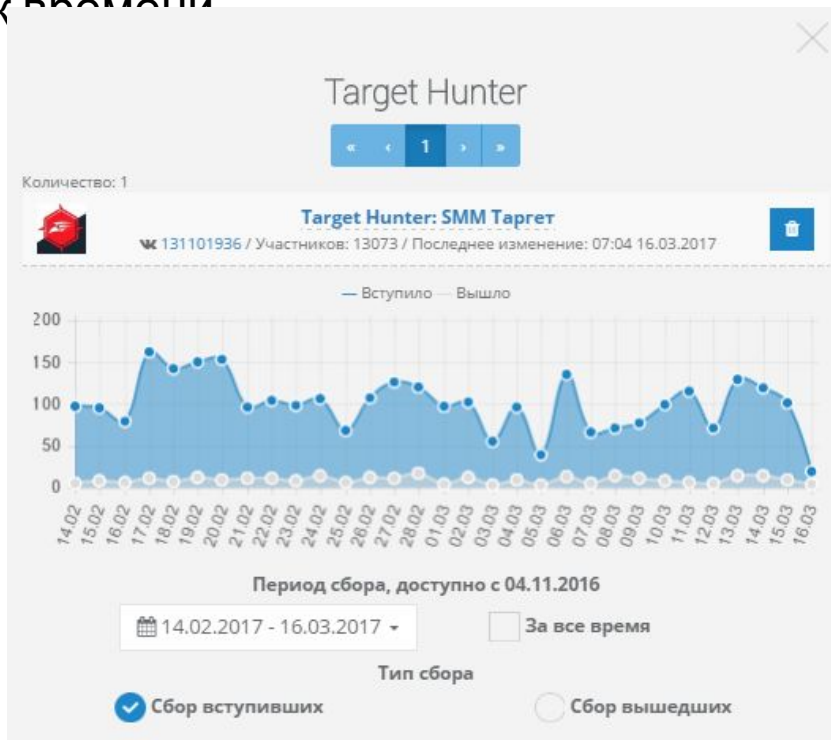 времени
Target Hunter
« ‹ 1 › »
Количество: 1
Target Hunter: SMM Таргет
131101936 / Участников: 13073 / Последнее изменение: 07:04 16.03.2017
Вступило Вышло
200
150
100
50
0
14.02 15.02 16.02 17.02 18.02 19.02 20.02 21.02 22.02 23.02 24.02 25.02 26.02 27.02 28.02 01.03 02.03 03.03 04.03 05.03 06.03 07.03 08.03 09.03 10.03 11.03 12.03 13.03 14.03 15.03 16.03
Период сбора, доступно с 04.11.2016
14.02.2017 - 16.03.2017 За все время
Тип сбора
Сбор вступивших Сбор вышедших